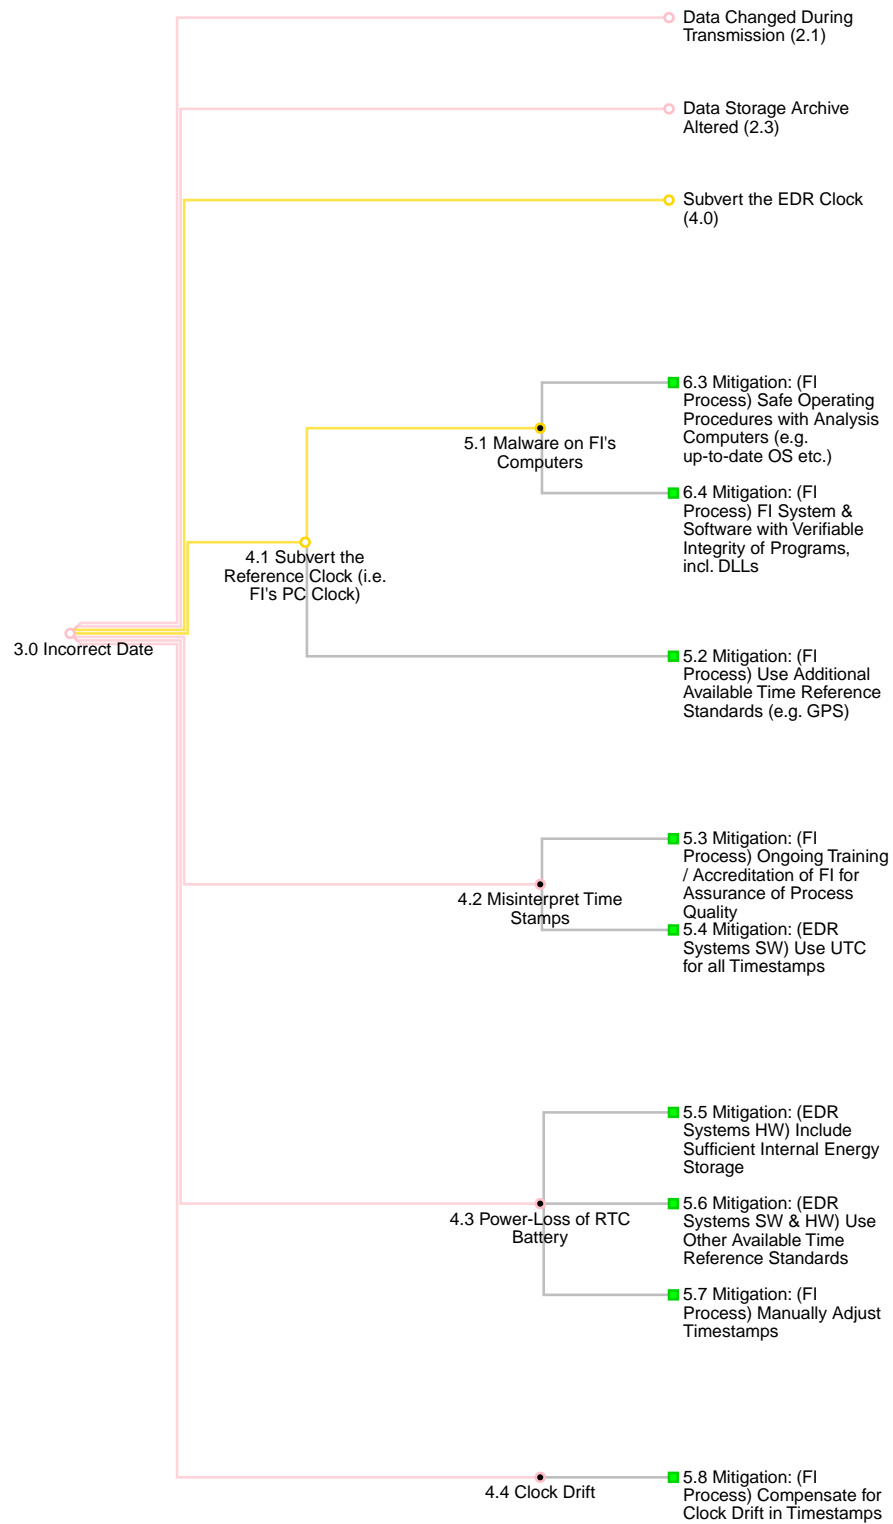 Data Changed During
Transmission (2.1)
Data Storage Archive
Altered (2.3)
Subvert the EDR Clock
(4.0)
6.3 Mitigation: (FI
Process) Safe Operating
Procedures with Analysis
Computers (e.g.
up-to-date OS etc.)
5.1 Malware on FI's
Computers
6.4 Mitigation: (FI
Process) FI System &
Software with Verifiable
Integrity of Programs,
incl. DLLs
4.1 Subvert the
Reference Clock (i.e.
FI's PC Clock)
3.0 Incorrect Date
5.2 Mitigation: (FI
Process) Use Additional
Available Time Reference
Standards (e.g. GPS)
5.3 Mitigation: (FI
Process) Ongoing Training
/ Accreditation of FI for
Assurance of Process
Quality
4.2 Misinterpret Time
Stamps
5.4 Mitigation: (EDR
Systems SW) Use UTC
for all Timestamps
5.5 Mitigation: (EDR
Systems HW) Include
Sufficient Internal Energy
Storage
4.3 Power-Loss of RTC
Battery
5.6 Mitigation: (EDR
Systems SW & HW) Use
Other Available Time
Reference Standards
5.7 Mitigation: (FI
Process) Manually Adjust
Timestamps
4.4 Clock Drift
5.8 Mitigation: (FI
Process) Compensate for
Clock Drift in Timestamps